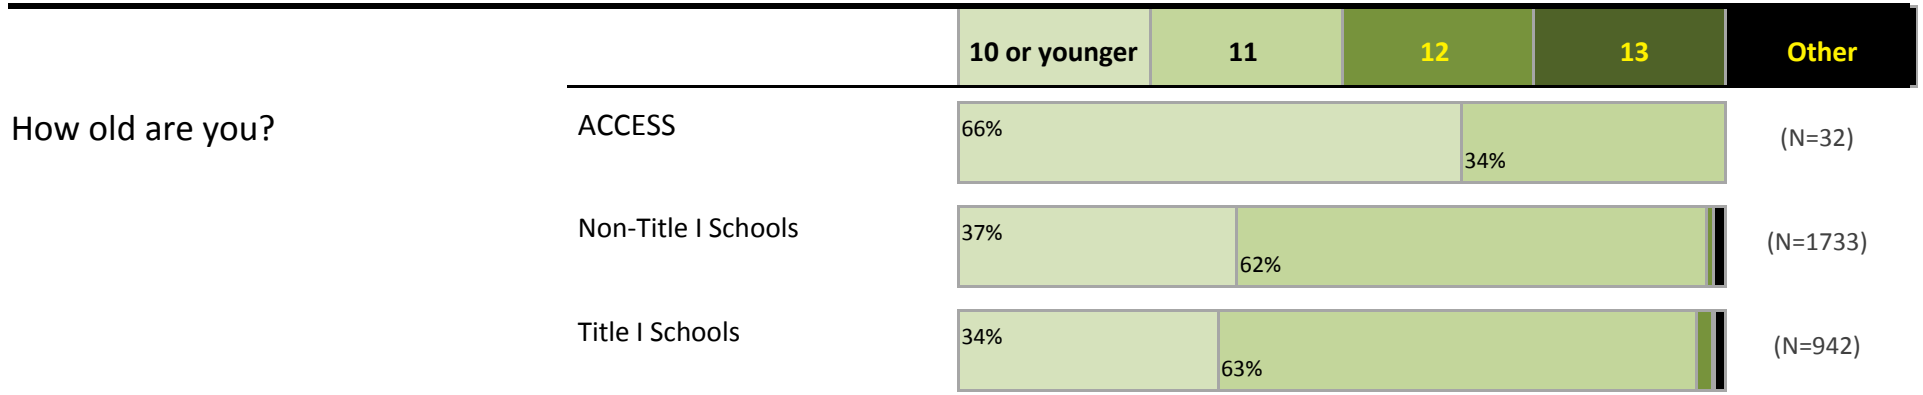 10 or younger 11 12 13 Other
How old are you? ACCESS 66% 34% (N=32)
Non-Title I Schools 37% 62% (N=1733)
Title I Schools 34% 63% (N=942)